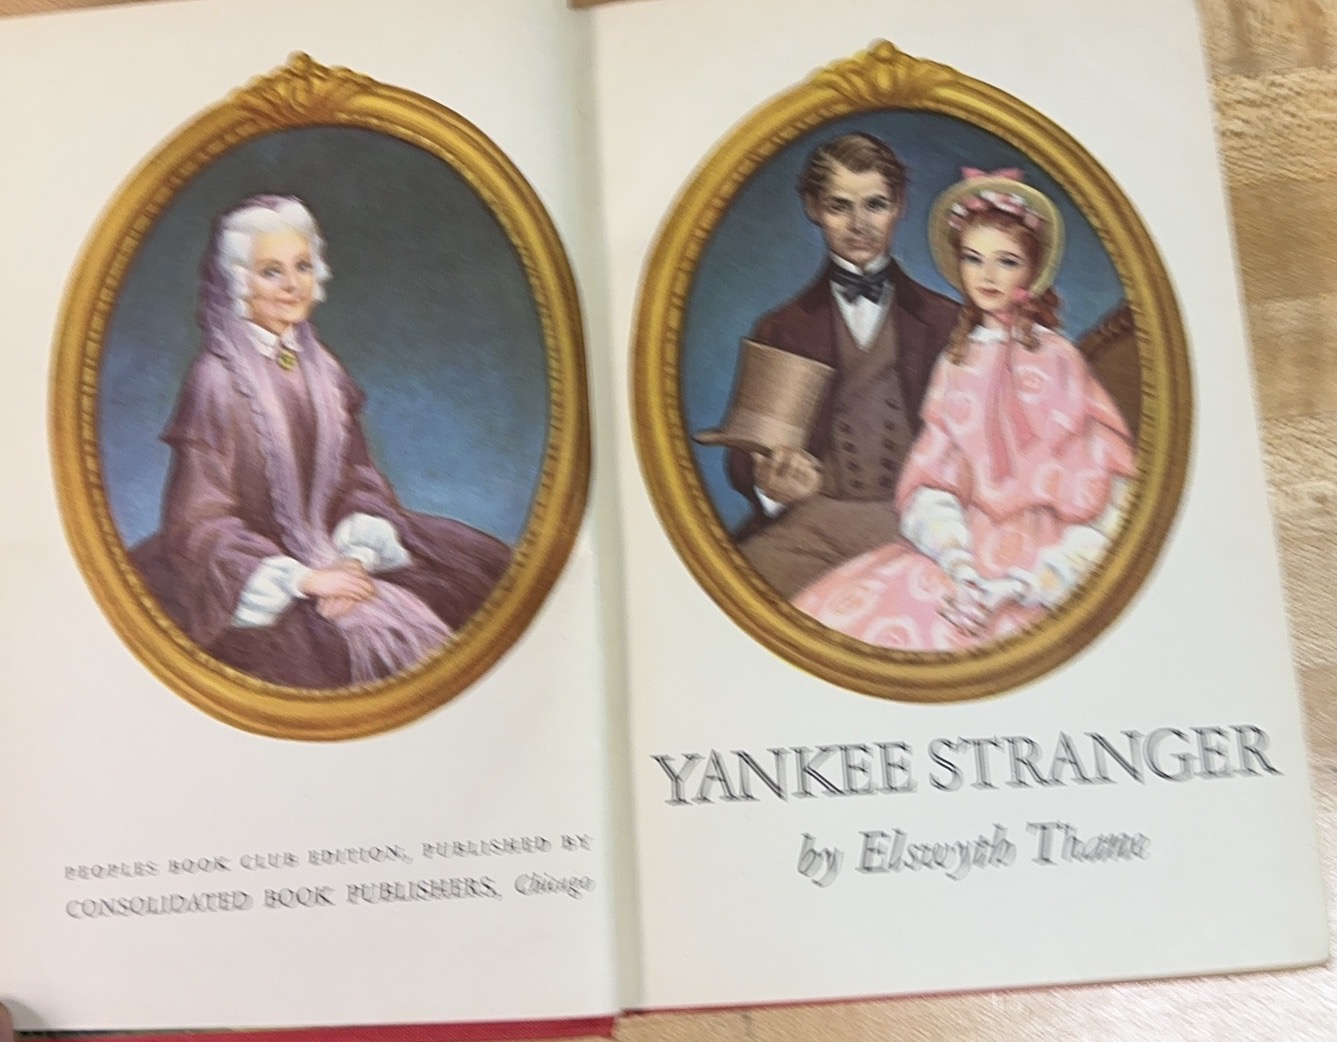 PEOPLES BOOK CLUB EDITION, PUBLISHED BY
CONSOLIDATED BOOK PUBLISHERS, Chicago
YANKEE STRANGER
by Elswyth Thane